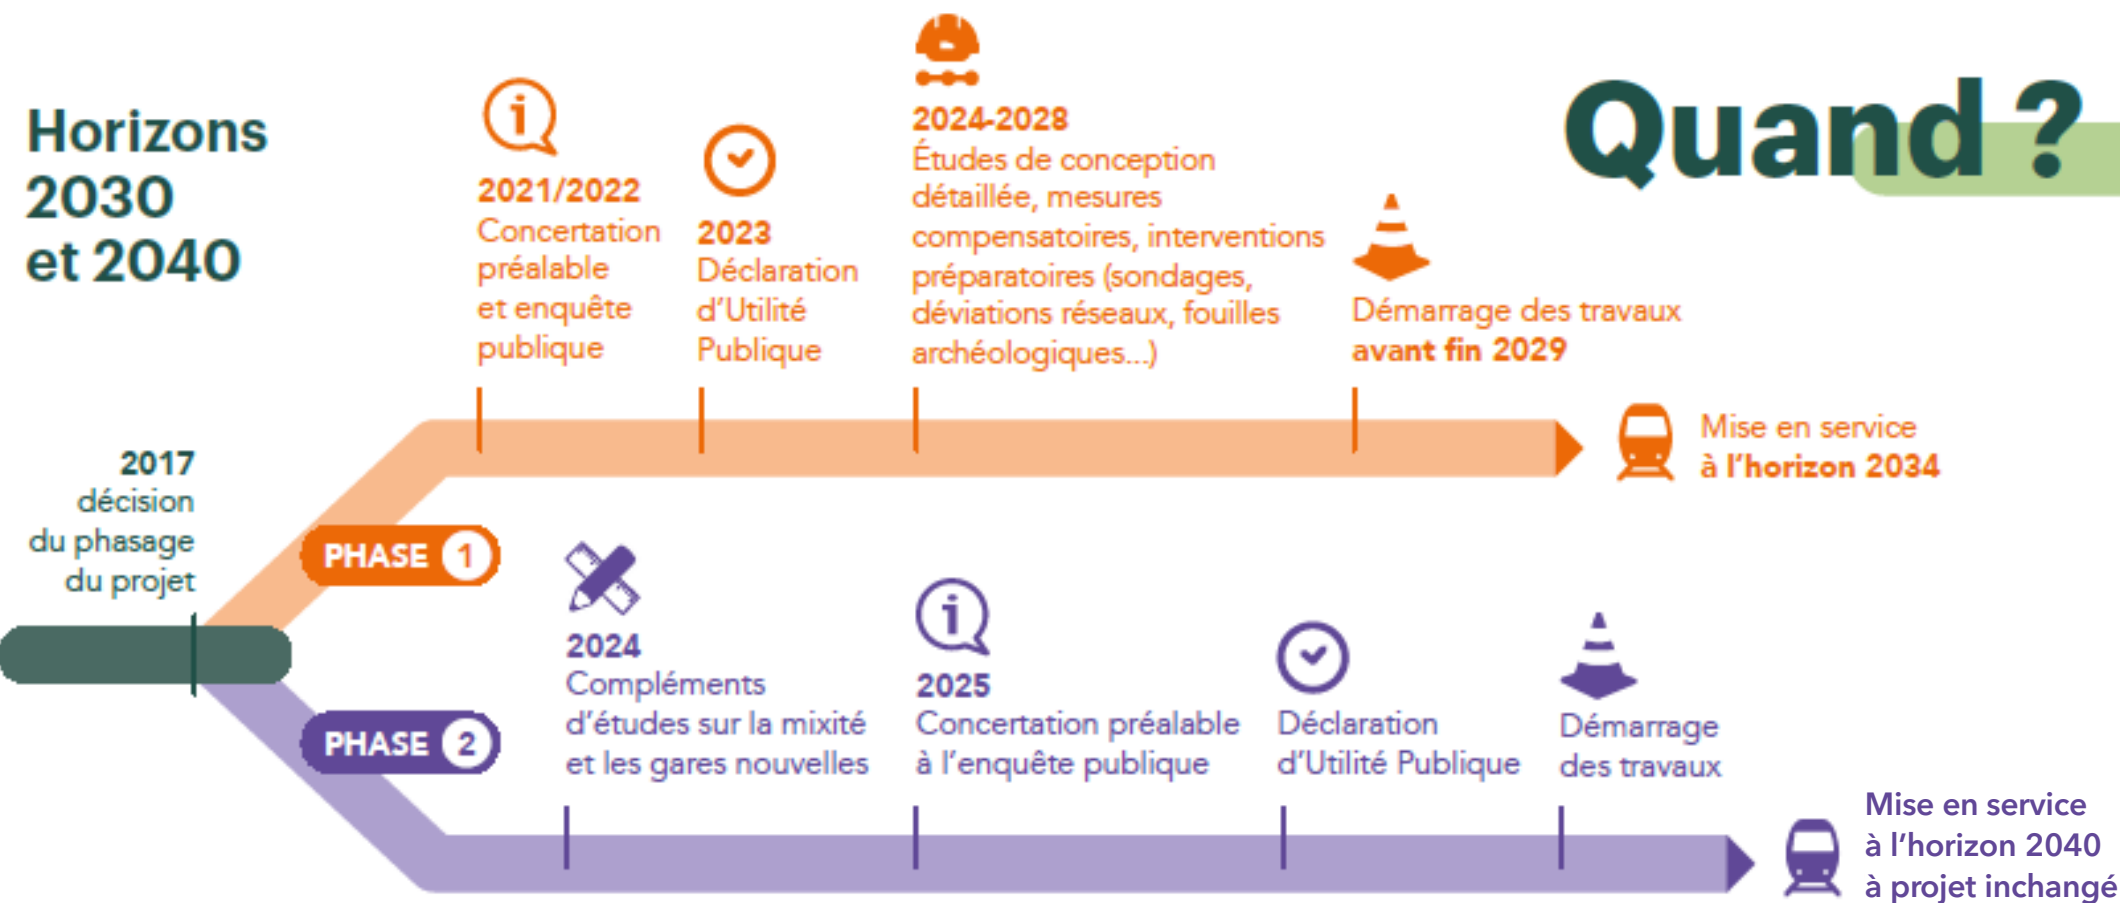 Horizons
2030
et 2040
Quand ?
2017
décision
du phasage
du projet
PHASE 1
2021/2022
Concertation
préalable
et enquête
publique
2023
Déclaration
d'Utilité
Publique
2024-2028
Études de conception
détaillée, mesures
compensatoires, interventions
préparatoires (sondages,
déviations réseaux, fouilles
archéologiques...)
Démarrage des travaux
avant fin 2029
Mise en service
à l'horizon 2034
PHASE 2
2024
Compléments
d'études sur la mixité
et les gares nouvelles
2025
Concertation préalable
à l'enquête publique
Déclaration
d'Utilité Publique
Démarrage
des travaux
Mise en service
à l'horizon 2040
à projet inchangé